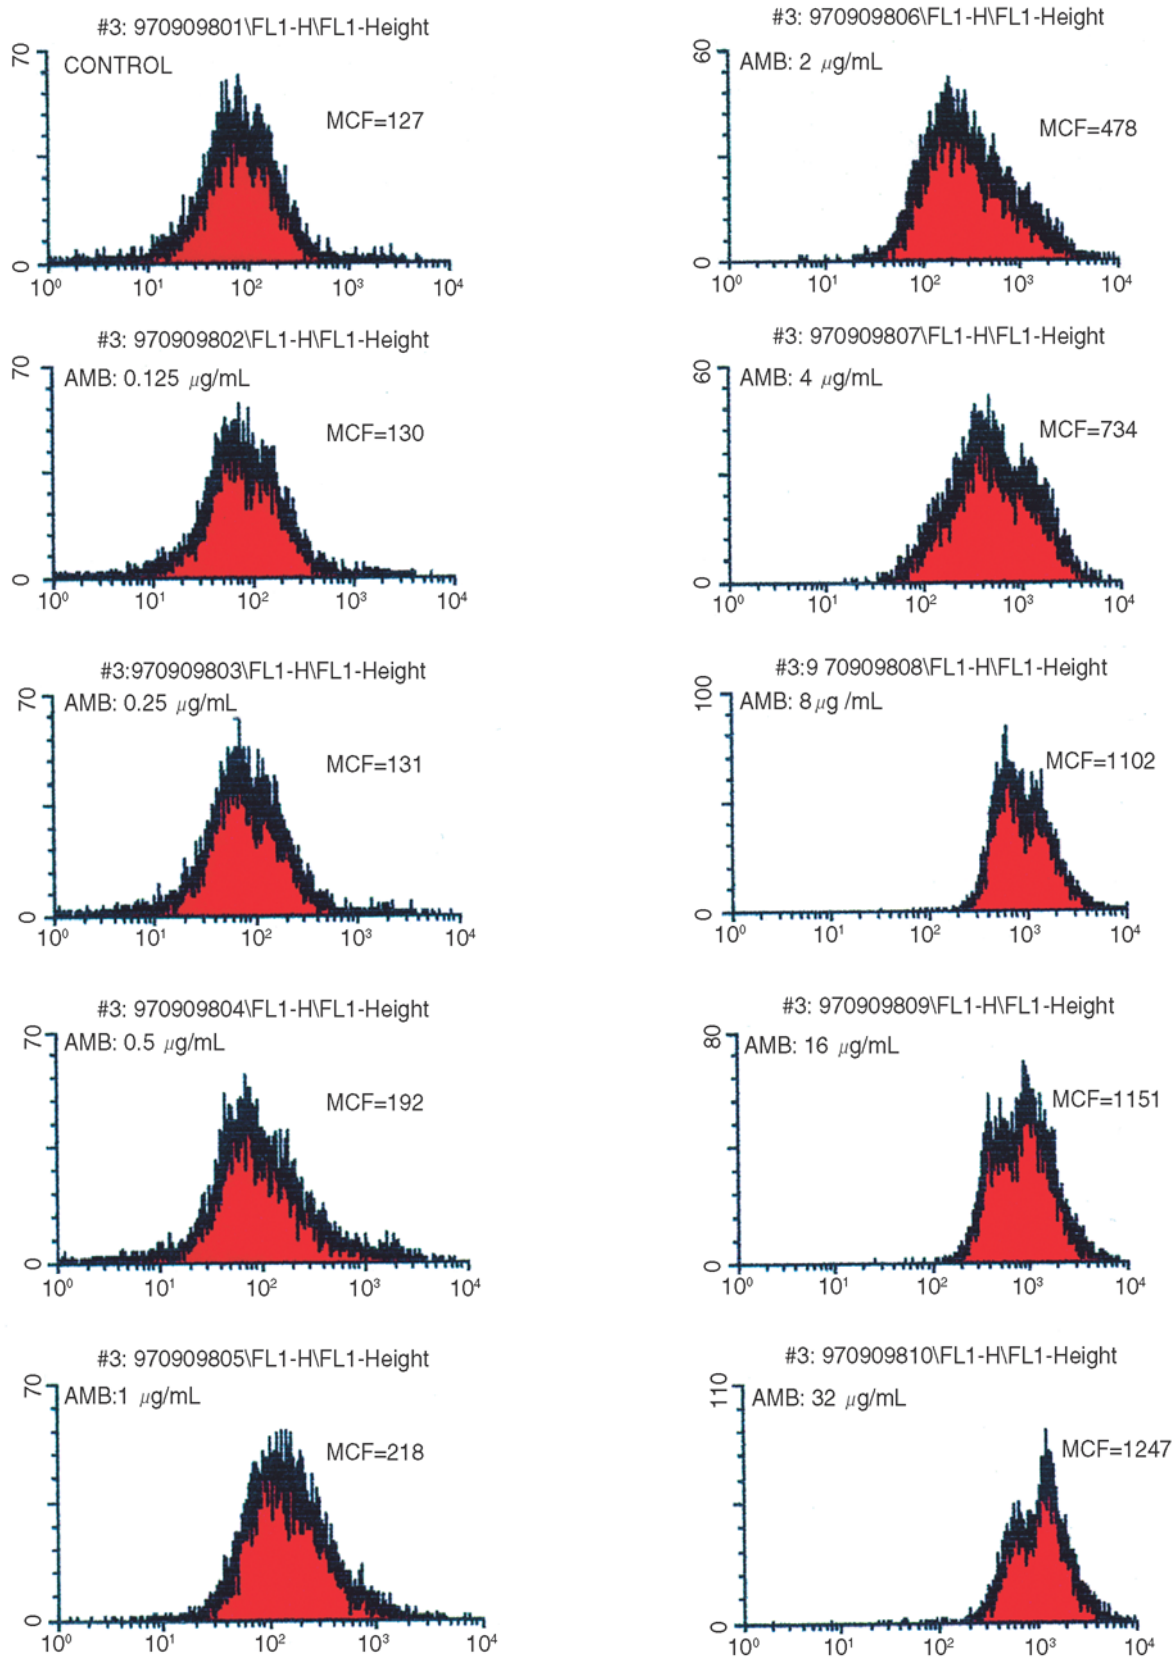 #3: 970909801\FL1-H\FL1-Height
70
CONTROL
MCF=127
0
10⁰ 10¹ 10² 10³ 10⁴
#3: 970909802\FL1-H\FL1-Height
70
AMB: 0.125 µg/mL
MCF=130
0
10⁰ 10¹ 10² 10³ 10⁴
#3:970909803\FL1-H\FL1-Height
70
AMB: 0.25 µg/mL
MCF=131
0
10⁰ 10¹ 10² 10³ 10⁴
#3: 970909804\FL1-H\FL1-Height
70
AMB: 0.5 µg/mL
MCF=192
0
10⁰ 10¹ 10² 10³ 10⁴
#3: 970909805\FL1-H\FL1-Height
70
AMB:1 µg/mL
MCF=218
0
10⁰ 10¹ 10² 10³ 10⁴
#3: 970909806\FL1-H\FL1-Height
60
AMB: 2 µg/mL
MCF=478
0
10⁰ 10¹ 10² 10³ 10⁴
#3: 970909807\FL1-H\FL1-Height
60
AMB: 4 µg/mL
MCF=734
0
10⁰ 10¹ 10² 10³ 10⁴
#3:9 70909808\FL1-H\FL1-Height
100
AMB: 8µg /mL
MCF=1102
0
10⁰ 10¹ 10² 10³ 10⁴
#3: 970909809\FL1-H\FL1-Height
80
AMB: 16 µg/mL
MCF=1151
0
10⁰ 10¹ 10² 10³ 10⁴
#3: 970909810\FL1-H\FL1-Height
110
AMB: 32 µg/mL
MCF=1247
0
10⁰ 10¹ 10² 10³ 10⁴